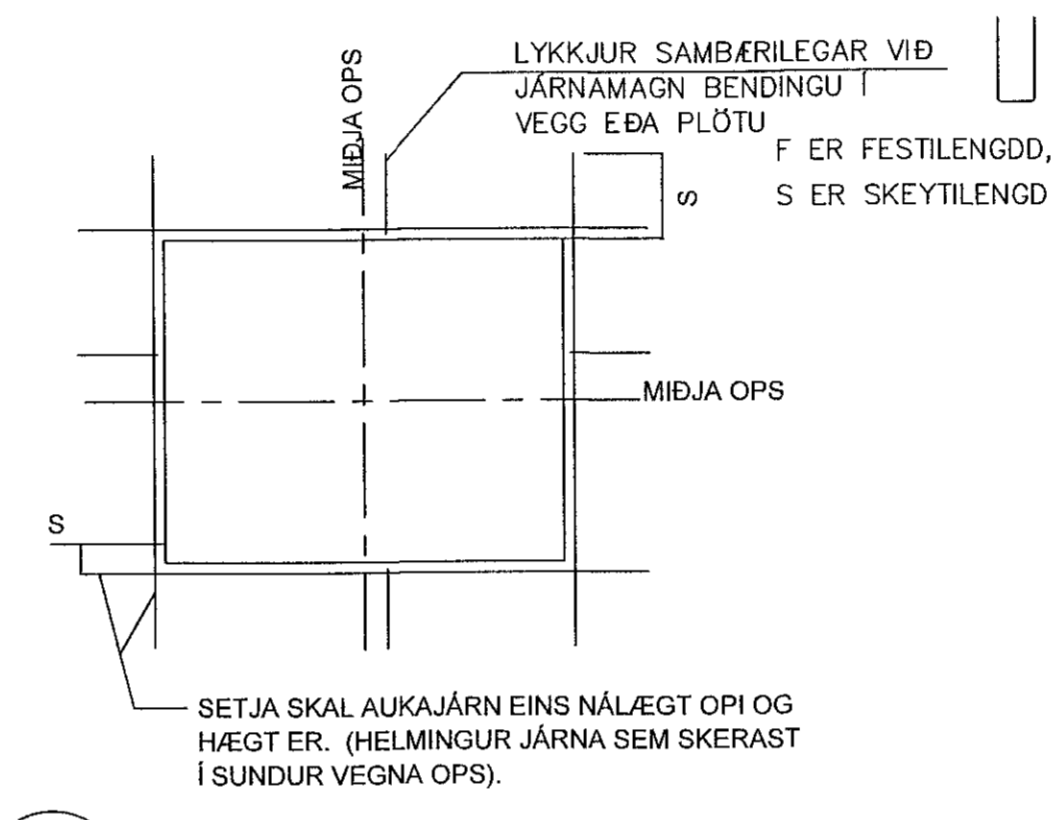 LYKKJUR SAMBÆRILEGAR VIÐ
JÁRNAMAGN BENDINGU Í
VEGG EÐA PLÖTU
F ER FESTILENGDD,
S ER SKEYTILENGD
MIÐJA OPS
S
MIÐJA OPS
S
SETJA SKAL AUKAJÁRN EINS NÁLÆGT OPI OG
HÆGT ER. (HELMINGUR JÁRNA SEM SKERAST
Í SUNDUR VEGNA OPS).